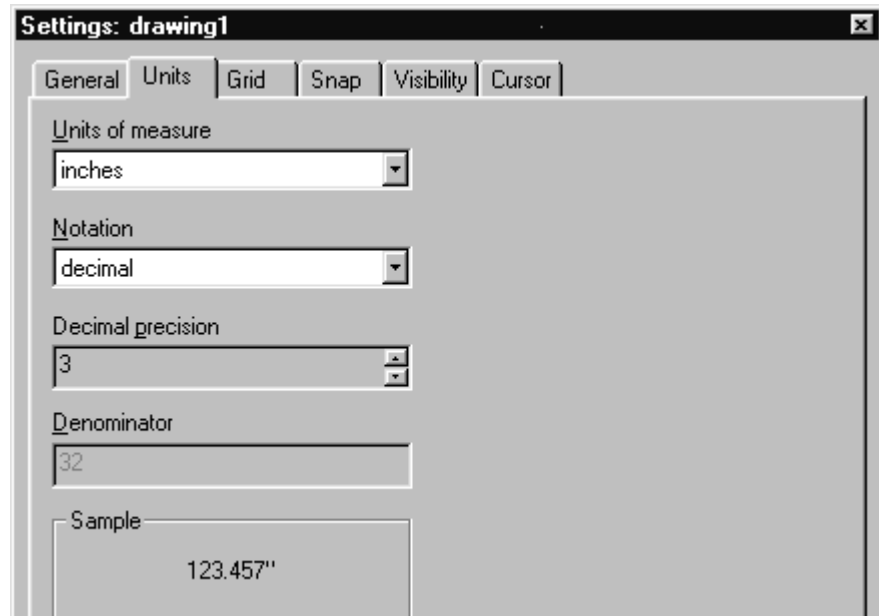 Settings: drawing1
General Units Grid Snap Visibility Cursor
Units of measure
inches
Notation
decimal
Decimal precision
3
Denominator
32
Sample
123.457"